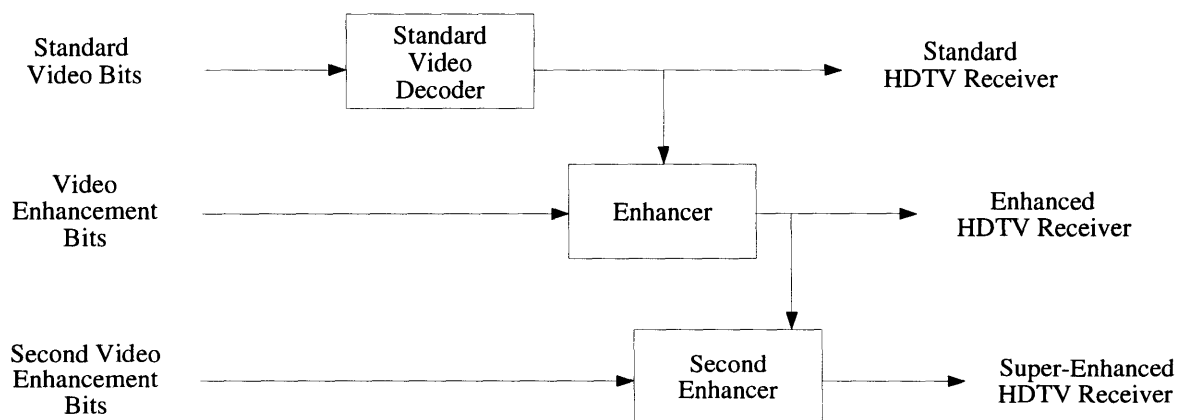 Standard
Video Bits
Standard
Video
Decoder
Standard
HDTV Receiver
Video
Enhancement
Bits
Enhancer
Enhanced
HDTV Receiver
Second Video
Enhancement
Bits
Second
Enhancer
Super-Enhanced
HDTV Receiver